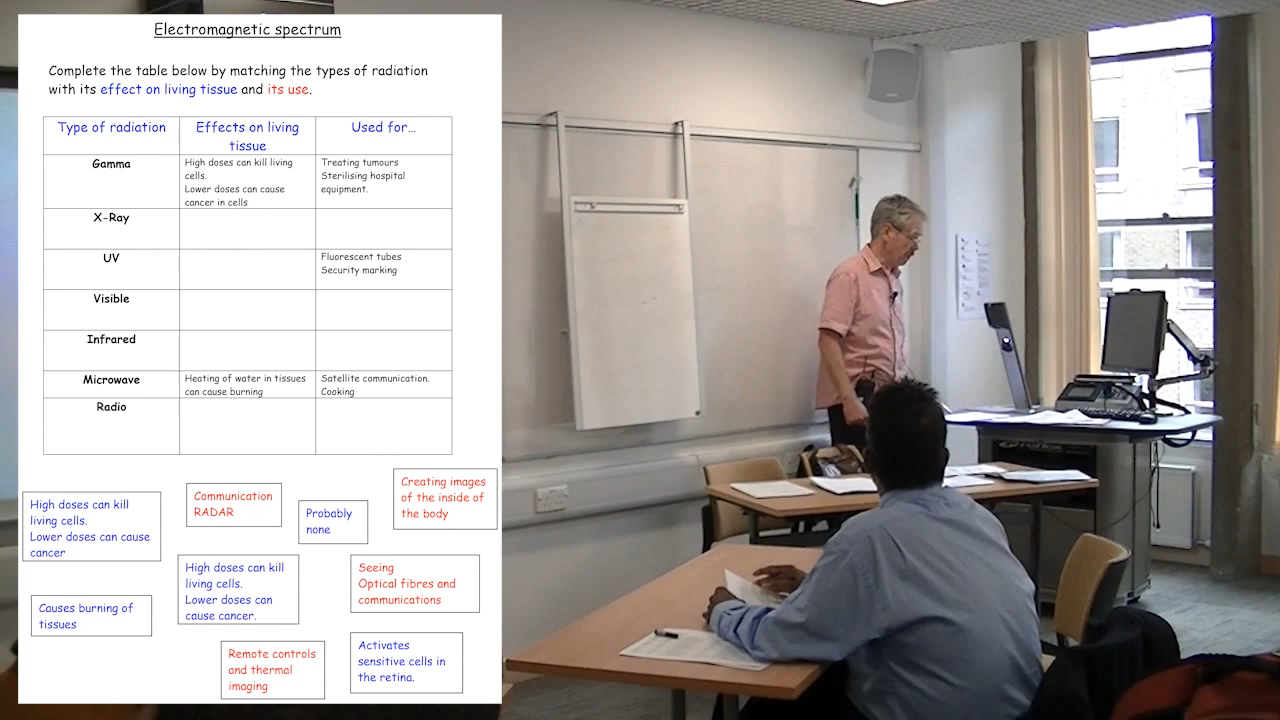 Electromagnetic spectrum
Complete the table below by matching the types of radiation
with its effect on living tissue and its use.
Type of radiation Effects on living tissue Used for…
Gamma High doses can kill living
cells.
Lower doses can cause
cancer in cells
Treating tumours
Sterilising hospital
equipment.
X-Ray
UV Fluorescent tubes
Security marking
Visible
Infrared
Microwave Heating of water in tissues
can cause burning
Satellite communication.
Cooking
Radio
High doses can kill
living cells.
Lower doses can cause
cancer
Communication
RADAR
Probably
none
Creating images
of the inside of
the body
Causes burning of
tissues
High doses can kill
living cells.
Lower doses can
cause cancer.
Seeing
Optical fibres and
communications
Remote controls
and thermal
imaging
Activates
sensitive cells in
the retina.